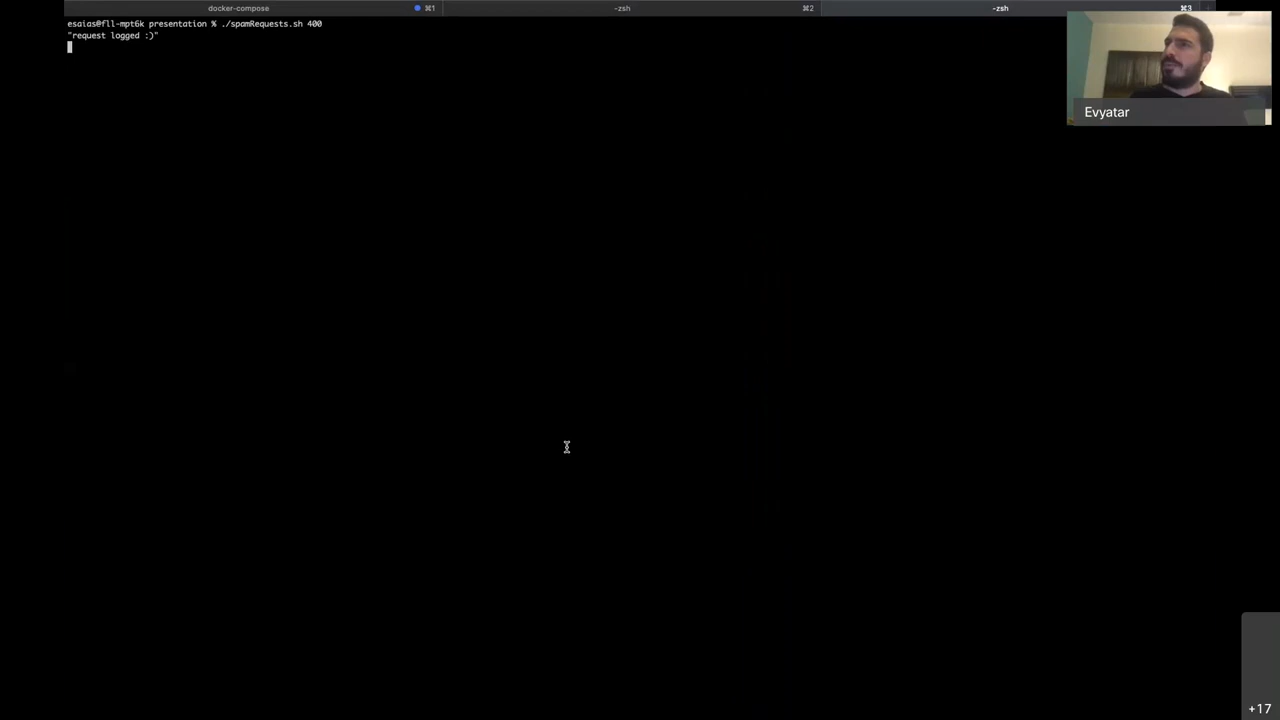 docker-compose
⌘1
-zsh
⌘2
-zsh
⌘3
esaias@fll-mpt6k presentation % ./spamRequests.sh 400
"request logged :)"
Evyatar
+17